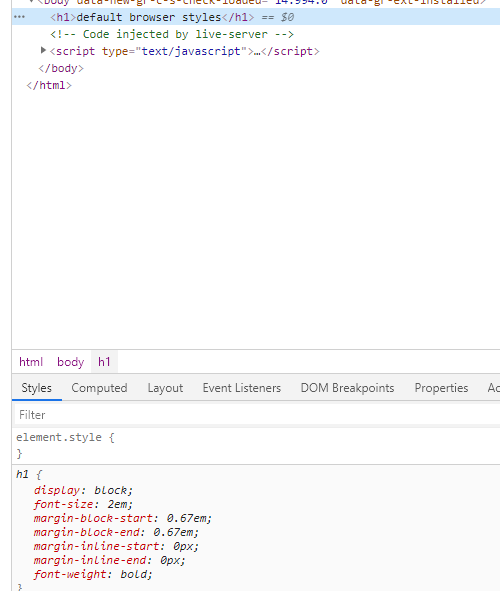 <body data-new-gr-c-s-check-loaded="14.994.0" data-gr-ext-installed>
<h1>default browser styles</h1> == $0
<!-- Code injected by live-server -->
<script type="text/javascript">…</script>
</body>
</html>
html body h1
Styles Computed Layout Event Listeners DOM Breakpoints Properties Ac
Filter
element.style {
}
h1 {
display: block;
font-size: 2em;
margin-block-start: 0.67em;
margin-block-end: 0.67em;
margin-inline-start: 0px;
margin-inline-end: 0px;
font-weight: bold;
}